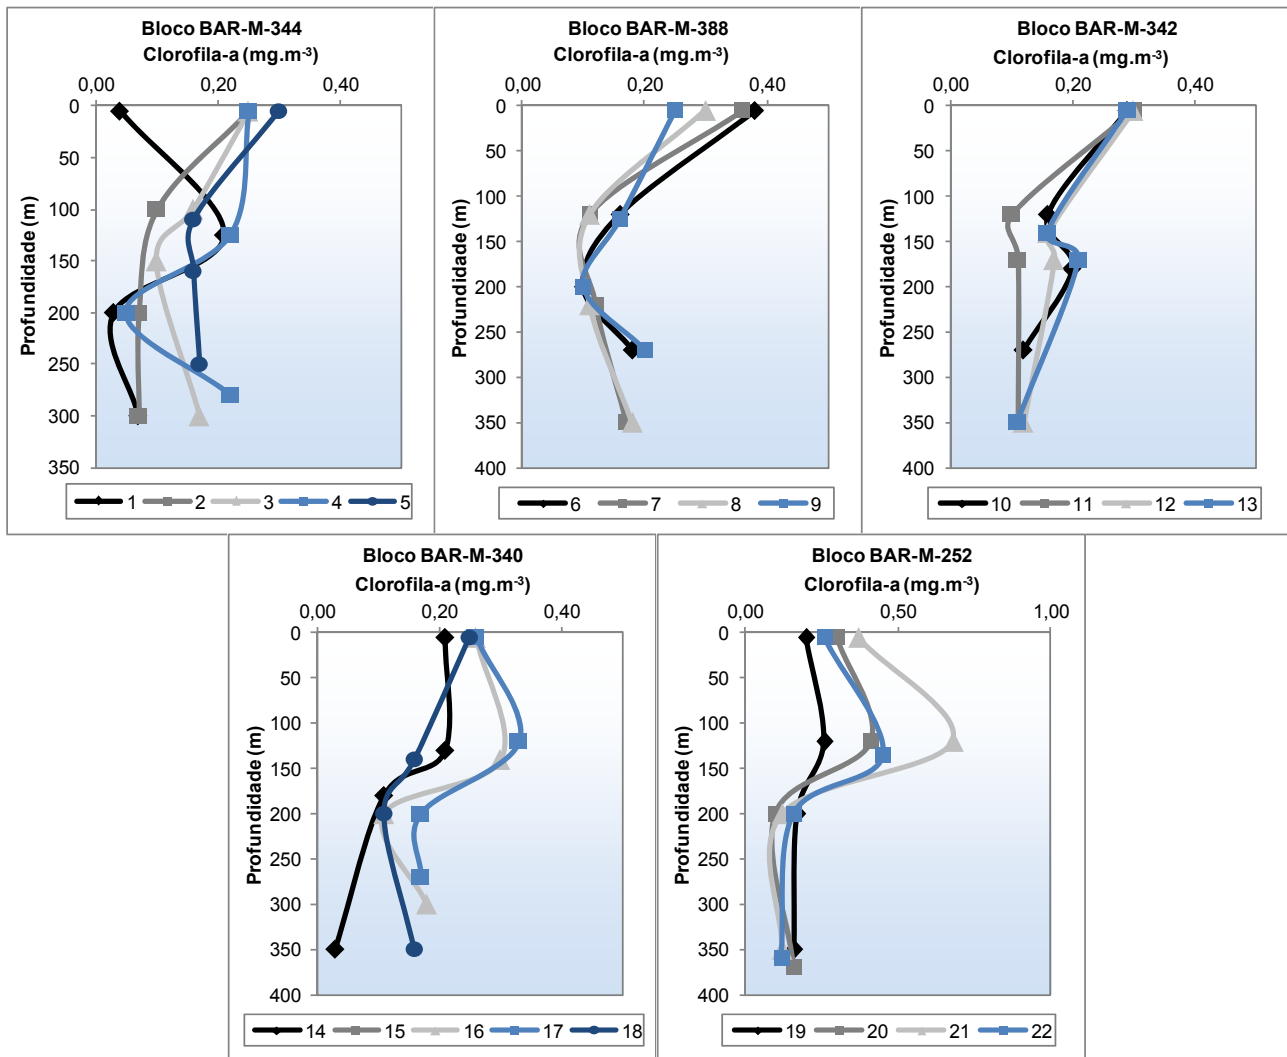 Bloco BAR-M-344
Clorofila-a (mg.m-3)
0,00 0,20 0,40
Profundidade (m)
0
50
100
150
200
250
300
350
1 2 3 4 5
Bloco BAR-M-388
Clorofila-a (mg.m-3)
0,00 0,20 0,40
Profundidade (m)
0
50
100
150
200
250
300
350
400
6 7 8 9
Bloco BAR-M-342
Clorofila-a (mg.m-3)
0,00 0,20 0,40
Profundidade (m)
0
50
100
150
200
250
300
350
400
10 11 12 13
Bloco BAR-M-340
Clorofila-a (mg.m-3)
0,00 0,20 0,40
Profundidade (m)
0
50
100
150
200
250
300
350
400
14 15 16 17 18
Bloco BAR-M-252
Clorofila-a (mg.m-3)
0,00 0,50 1,00
Profundidade (m)
0
50
100
150
200
250
300
350
400
19 20 21 22